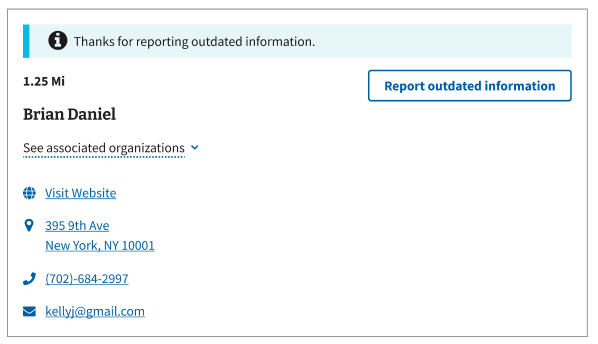 Thanks for reporting outdated information.
1.25 Mi
Report outdated information
Brian Daniel
See associated organizations
Visit Website
395 9th Ave
New York, NY 10001
(702)-684-2997
kellyj@gmail.com